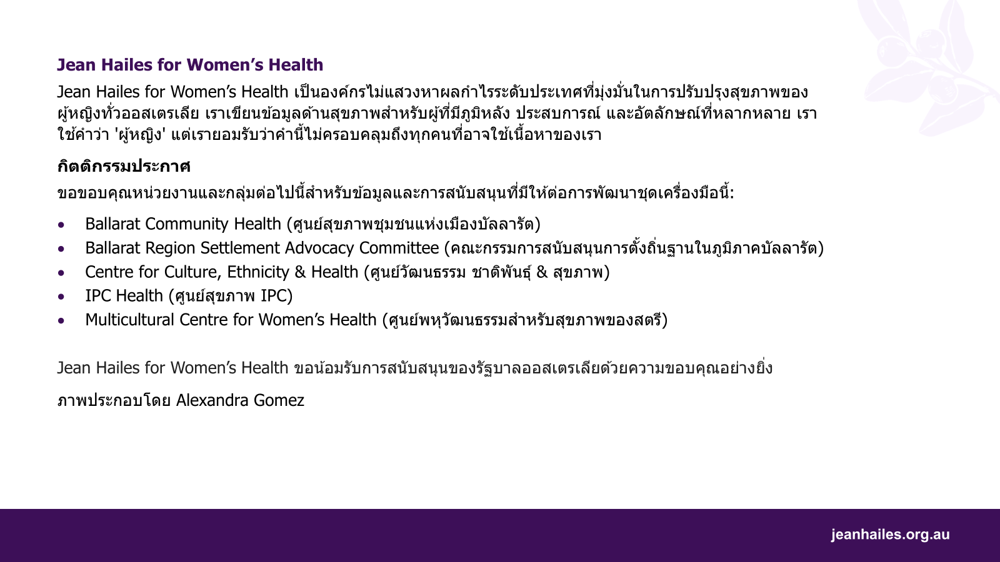 Jean Hailes for Women’s Health
Jean Hailes for Women’s Health เป็นองค์กรไม่แสวงหาผลกำไรระดับประเทศที่มุ่งมั่นในการปรับปรุงสุขภาพของ
ผู้หญิงทั่วออสเตรเลีย เราเขียนข้อมูลด้านสุขภาพสำหรับผู้ที่มีภูมิหลัง ประสบการณ์ และอัตลักษณ์ที่หลากหลาย เรา
ใช้คำว่า 'ผู้หญิง' แต่เรายอมรับว่าคำนี้ไม่ครอบคลุมถึงทุกคนที่อาจใช้เนื้อหาของเรา
กิตติกรรมประกาศ
ขอขอบคุณหน่วยงานและกลุ่มต่อไปนี้สำหรับข้อมูลและการสนับสนุนที่มีให้ต่อการพัฒนาชุดเครื่องมือนี้:
• Ballarat Community Health (ศูนย์สุขภาพชุมชนแห่งเมืองบัลลารัต)
• Ballarat Region Settlement Advocacy Committee (คณะกรรมการสนับสนุนการตั้งถิ่นฐานในภูมิภาคบัลลารัต)
• Centre for Culture, Ethnicity & Health (ศูนย์วัฒนธรรม ชาติพันธุ์ & สุขภาพ)
• IPC Health (ศูนย์สุขภาพ IPC)
• Multicultural Centre for Women’s Health (ศูนย์พหุวัฒนธรรมสำหรับสุขภาพของสตรี)
Jean Hailes for Women’s Health ขอน้อมรับการสนับสนุนของรัฐบาลออสเตรเลียด้วยความขอบคุณอย่างยิ่ง
ภาพประกอบโดย Alexandra Gomez
jeanhailes.org.au